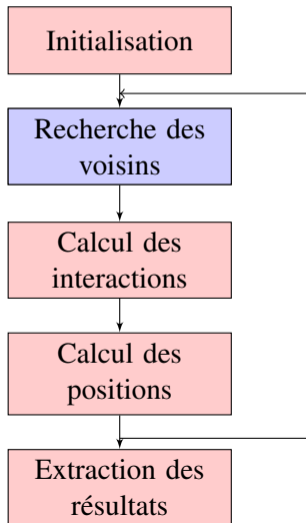 Initialisation
Recherche des
voisins
Calcul des
interactions
Calcul des
positions
Extraction des
résultats